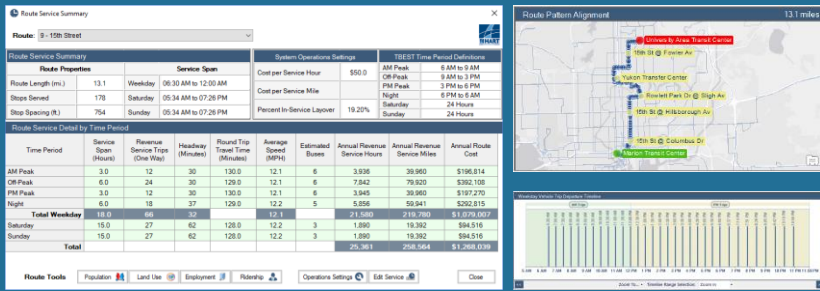 Route Service Summary
Route: 9 - 15th Street
HART
Route Service Summary
Route Properties Service Span
Route Length (mi.) 13.1 Weekday 06:30 AM to 12:00 AM
Stops Served 178 Saturday 05:34 AM to 07:26 PM
Stop Spacing (ft.) 754 Sunday 05:34 AM to 07:26 PM
System Operations Settings
Cost per Service Hour $50.0
Cost per Service Mile
Percent In-Service Layover 19.20%
TBEST Time Period Definitions
AM Peak 6 AM to 9 AM
Off-Peak 9 AM to 3 PM
PM Peak 3 PM to 6 PM
Night 6 PM to 6 AM
Saturday 24 Hours
Sunday 24 Hours
Route Service Detail by Time Period
Time Period Service Span (Hours) Revenue Service Trips (One Way) Headway (Minutes) Round Trip Travel Time (Minutes) Average Speed (MPH) Estimated Buses Annual Revenue Service Hours Annual Revenue Service Miles Annual Route Cost
AM Peak 3.0 12 30 130.0 12.1 6 3,936 39,960 $196,814
Off-Peak 6.0 24 30 129.0 12.1 6 7,842 79,920 $392,108
PM Peak 3.0 12 30 130.0 12.1 6 3,945 39,960 $197,270
Night 6.0 18 37 129.0 12.2 5 5,856 59,941 $292,815
Total Weekday 18.0 66 32 12.1 21,580 219,780 $1,079,007
Saturday 15.0 27 62 128.0 12.2 3 1,890 19,392 $94,516
Sunday 15.0 27 62 128.0 12.2 3 1,890 19,392 $94,516
Total 25,361 258,564 $1,268,039
Route Tools Population Land Use Employment Ridership Operations Settings Edit Service Close
Route Pattern Alignment 13.1 miles
University Area Transit Center
15th St @ Fowler Av
Yukon Transfer Center
Rowlett Park Dr @ Sligh Av
15th St @ Hillsborough Av
15th St @ Columbus Dr
Marion Transit Center
Weekday Vehicle Trip Departure Timeline